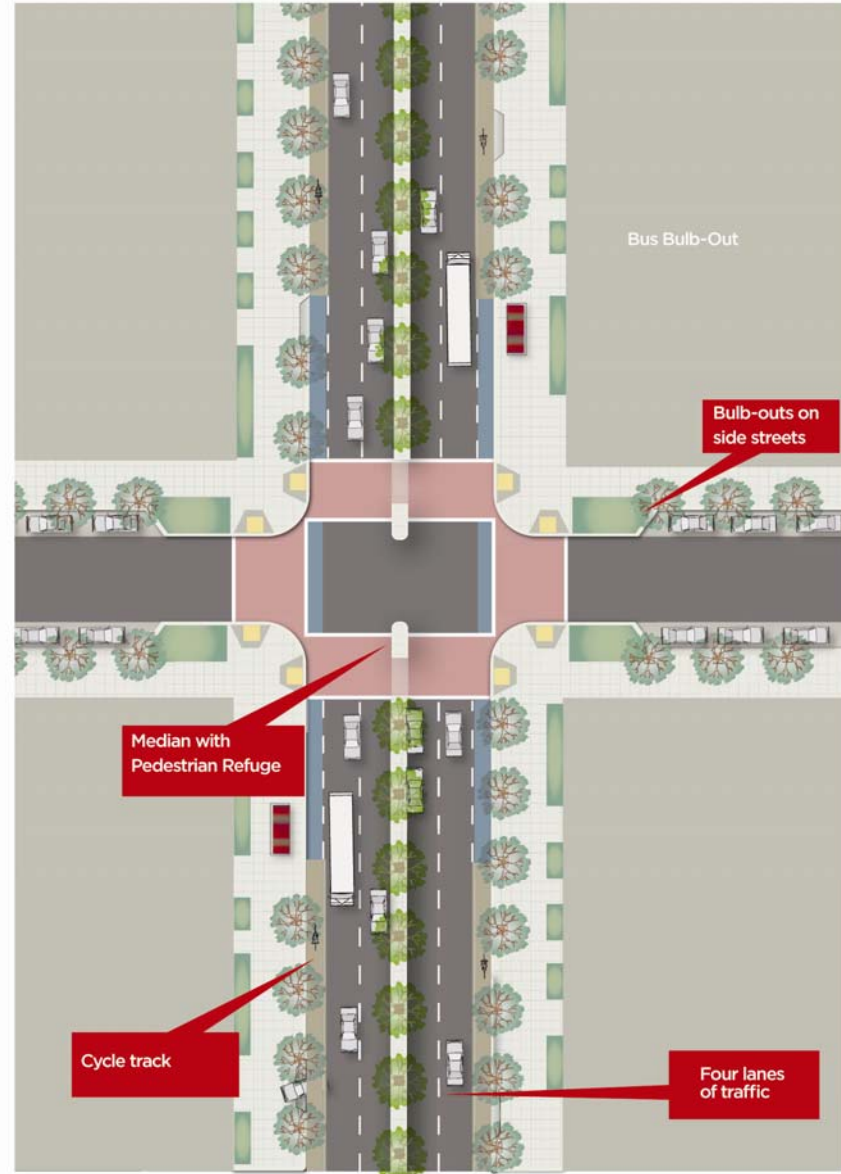 Bus Bulb-Out
Bulb-outs on
side streets
Median with
Pedestrian Refuge
Cycle track
Four lanes
of traffic